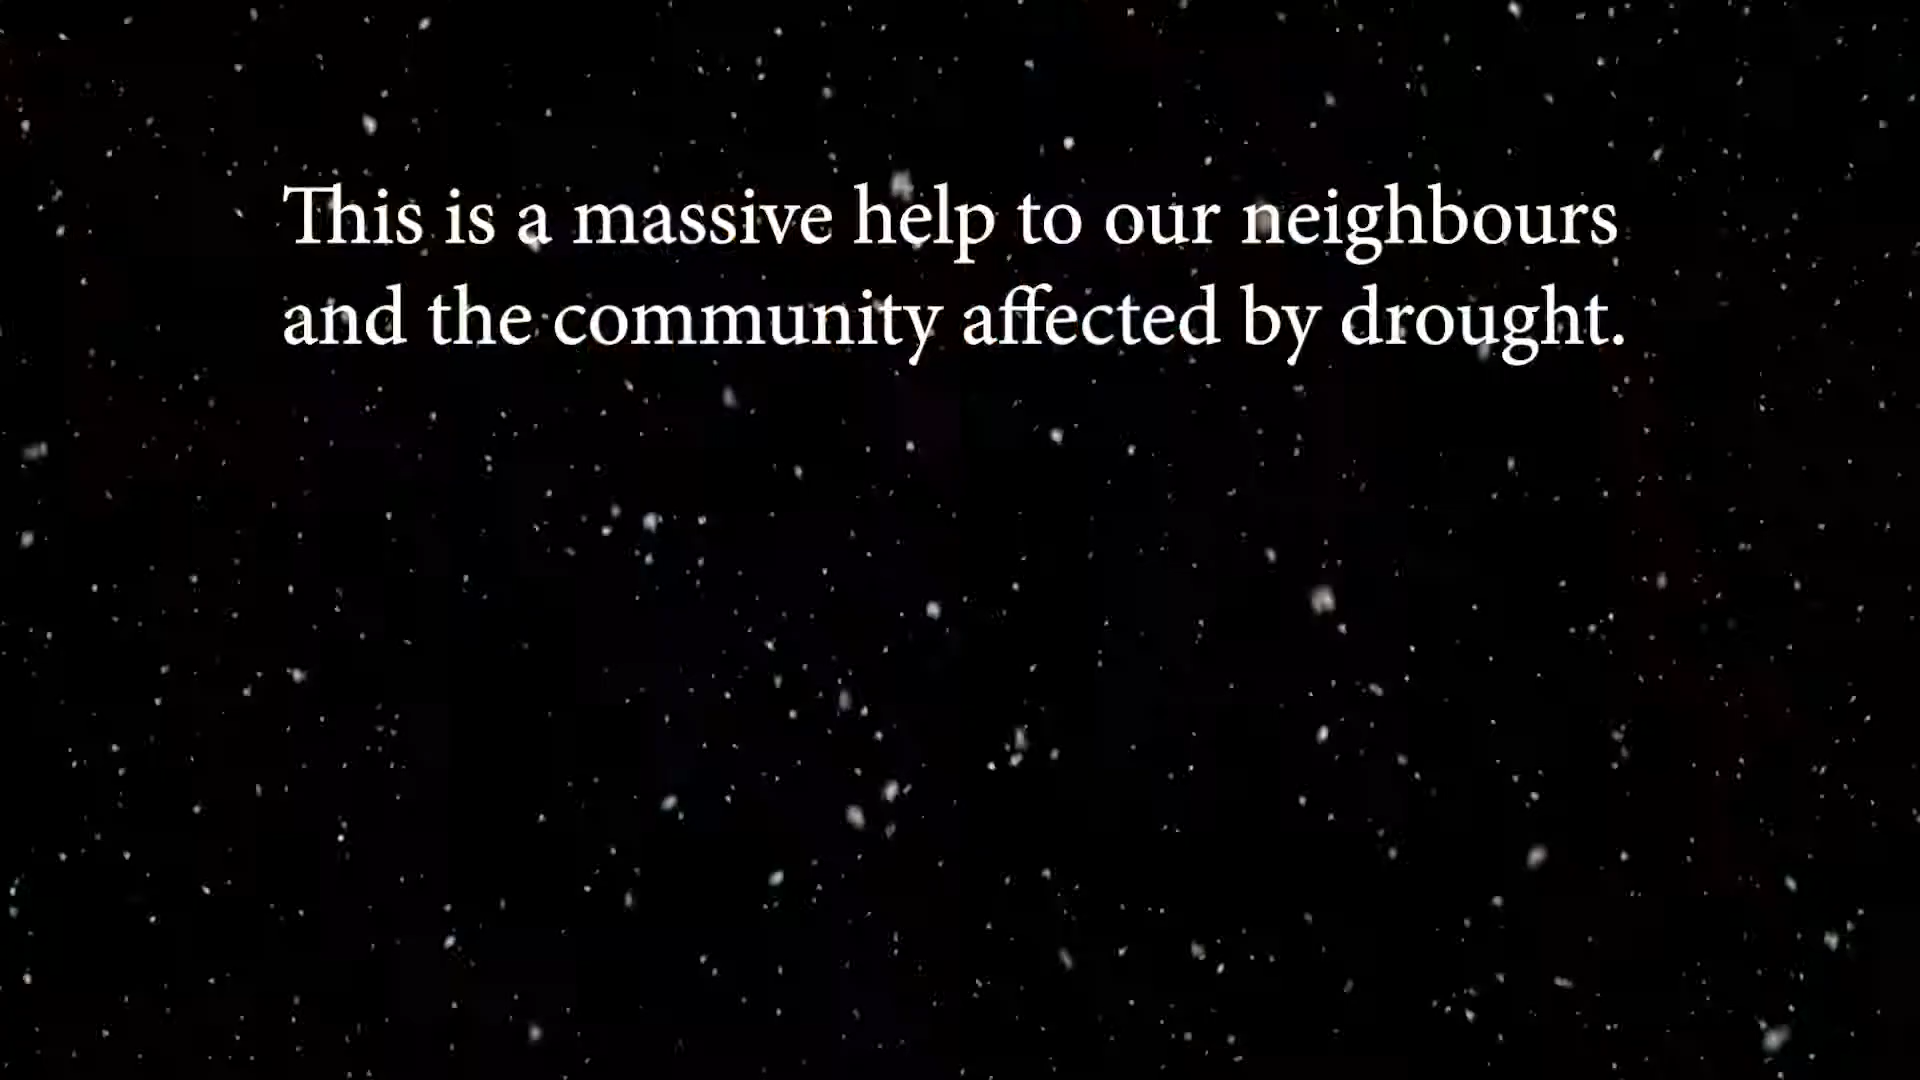 This is a massive help to our neighbours
and the community affected by drought.